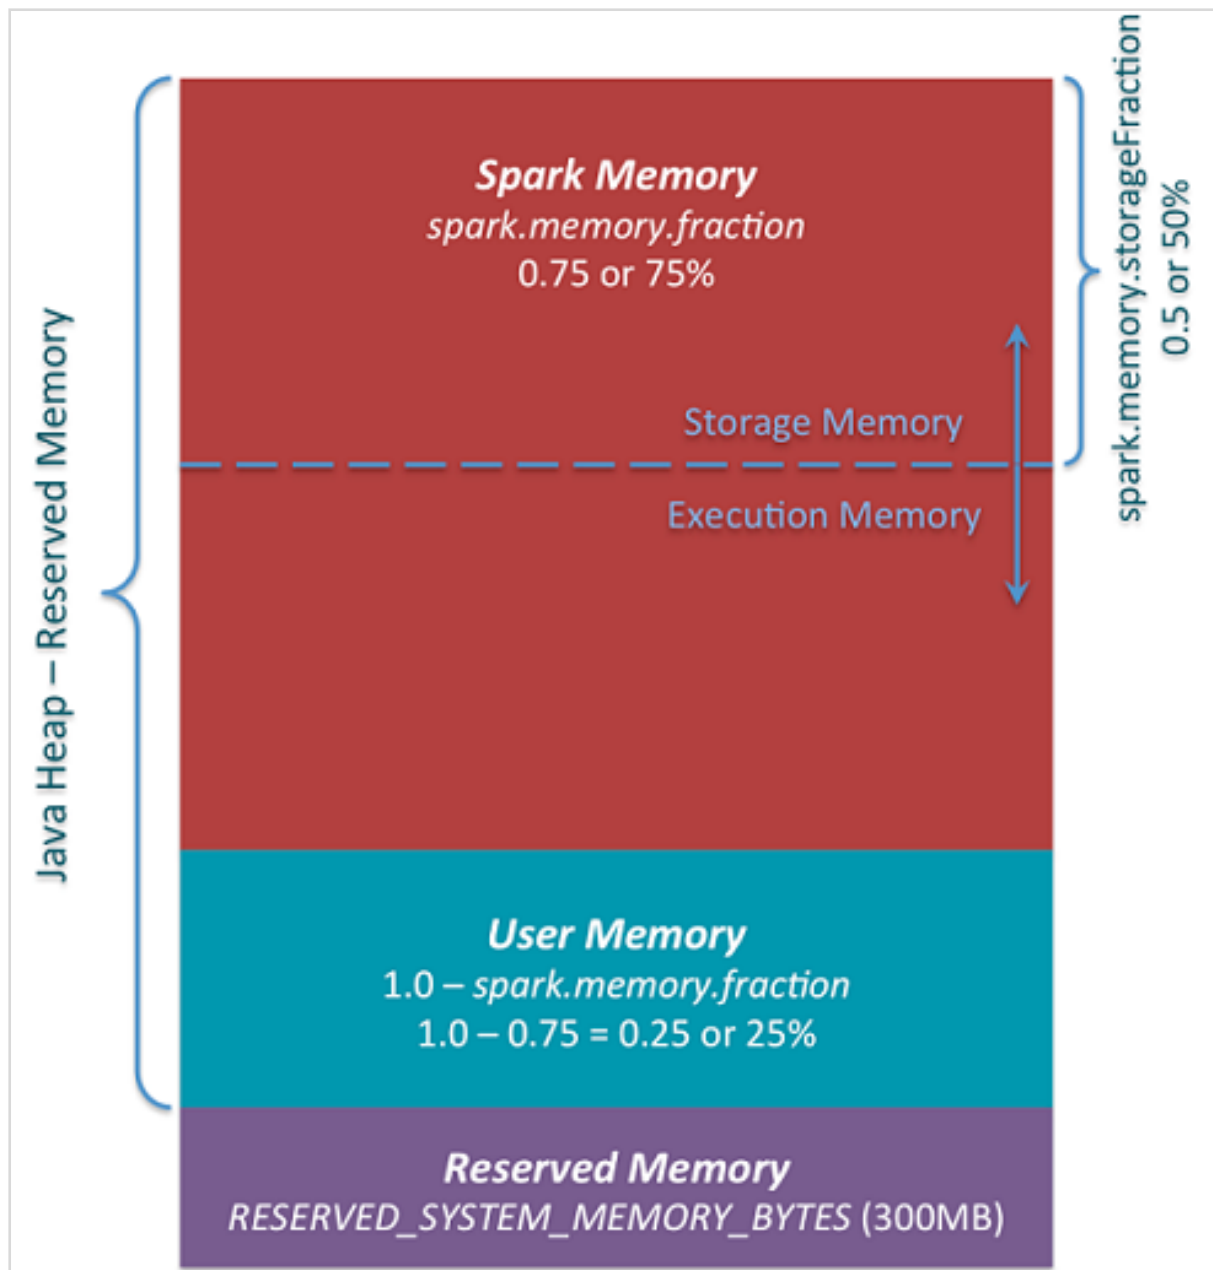 Spark Memory
spark.memory.fraction
0.75 or 75%
Storage Memory
Execution Memory
User Memory
1.0 – spark.memory.fraction
1.0 – 0.75 = 0.25 or 25%
Reserved Memory
RESERVED_SYSTEM_MEMORY_BYTES (300MB)
Java Heap – Reserved Memory
spark.memory.storageFraction
0.5 or 50%